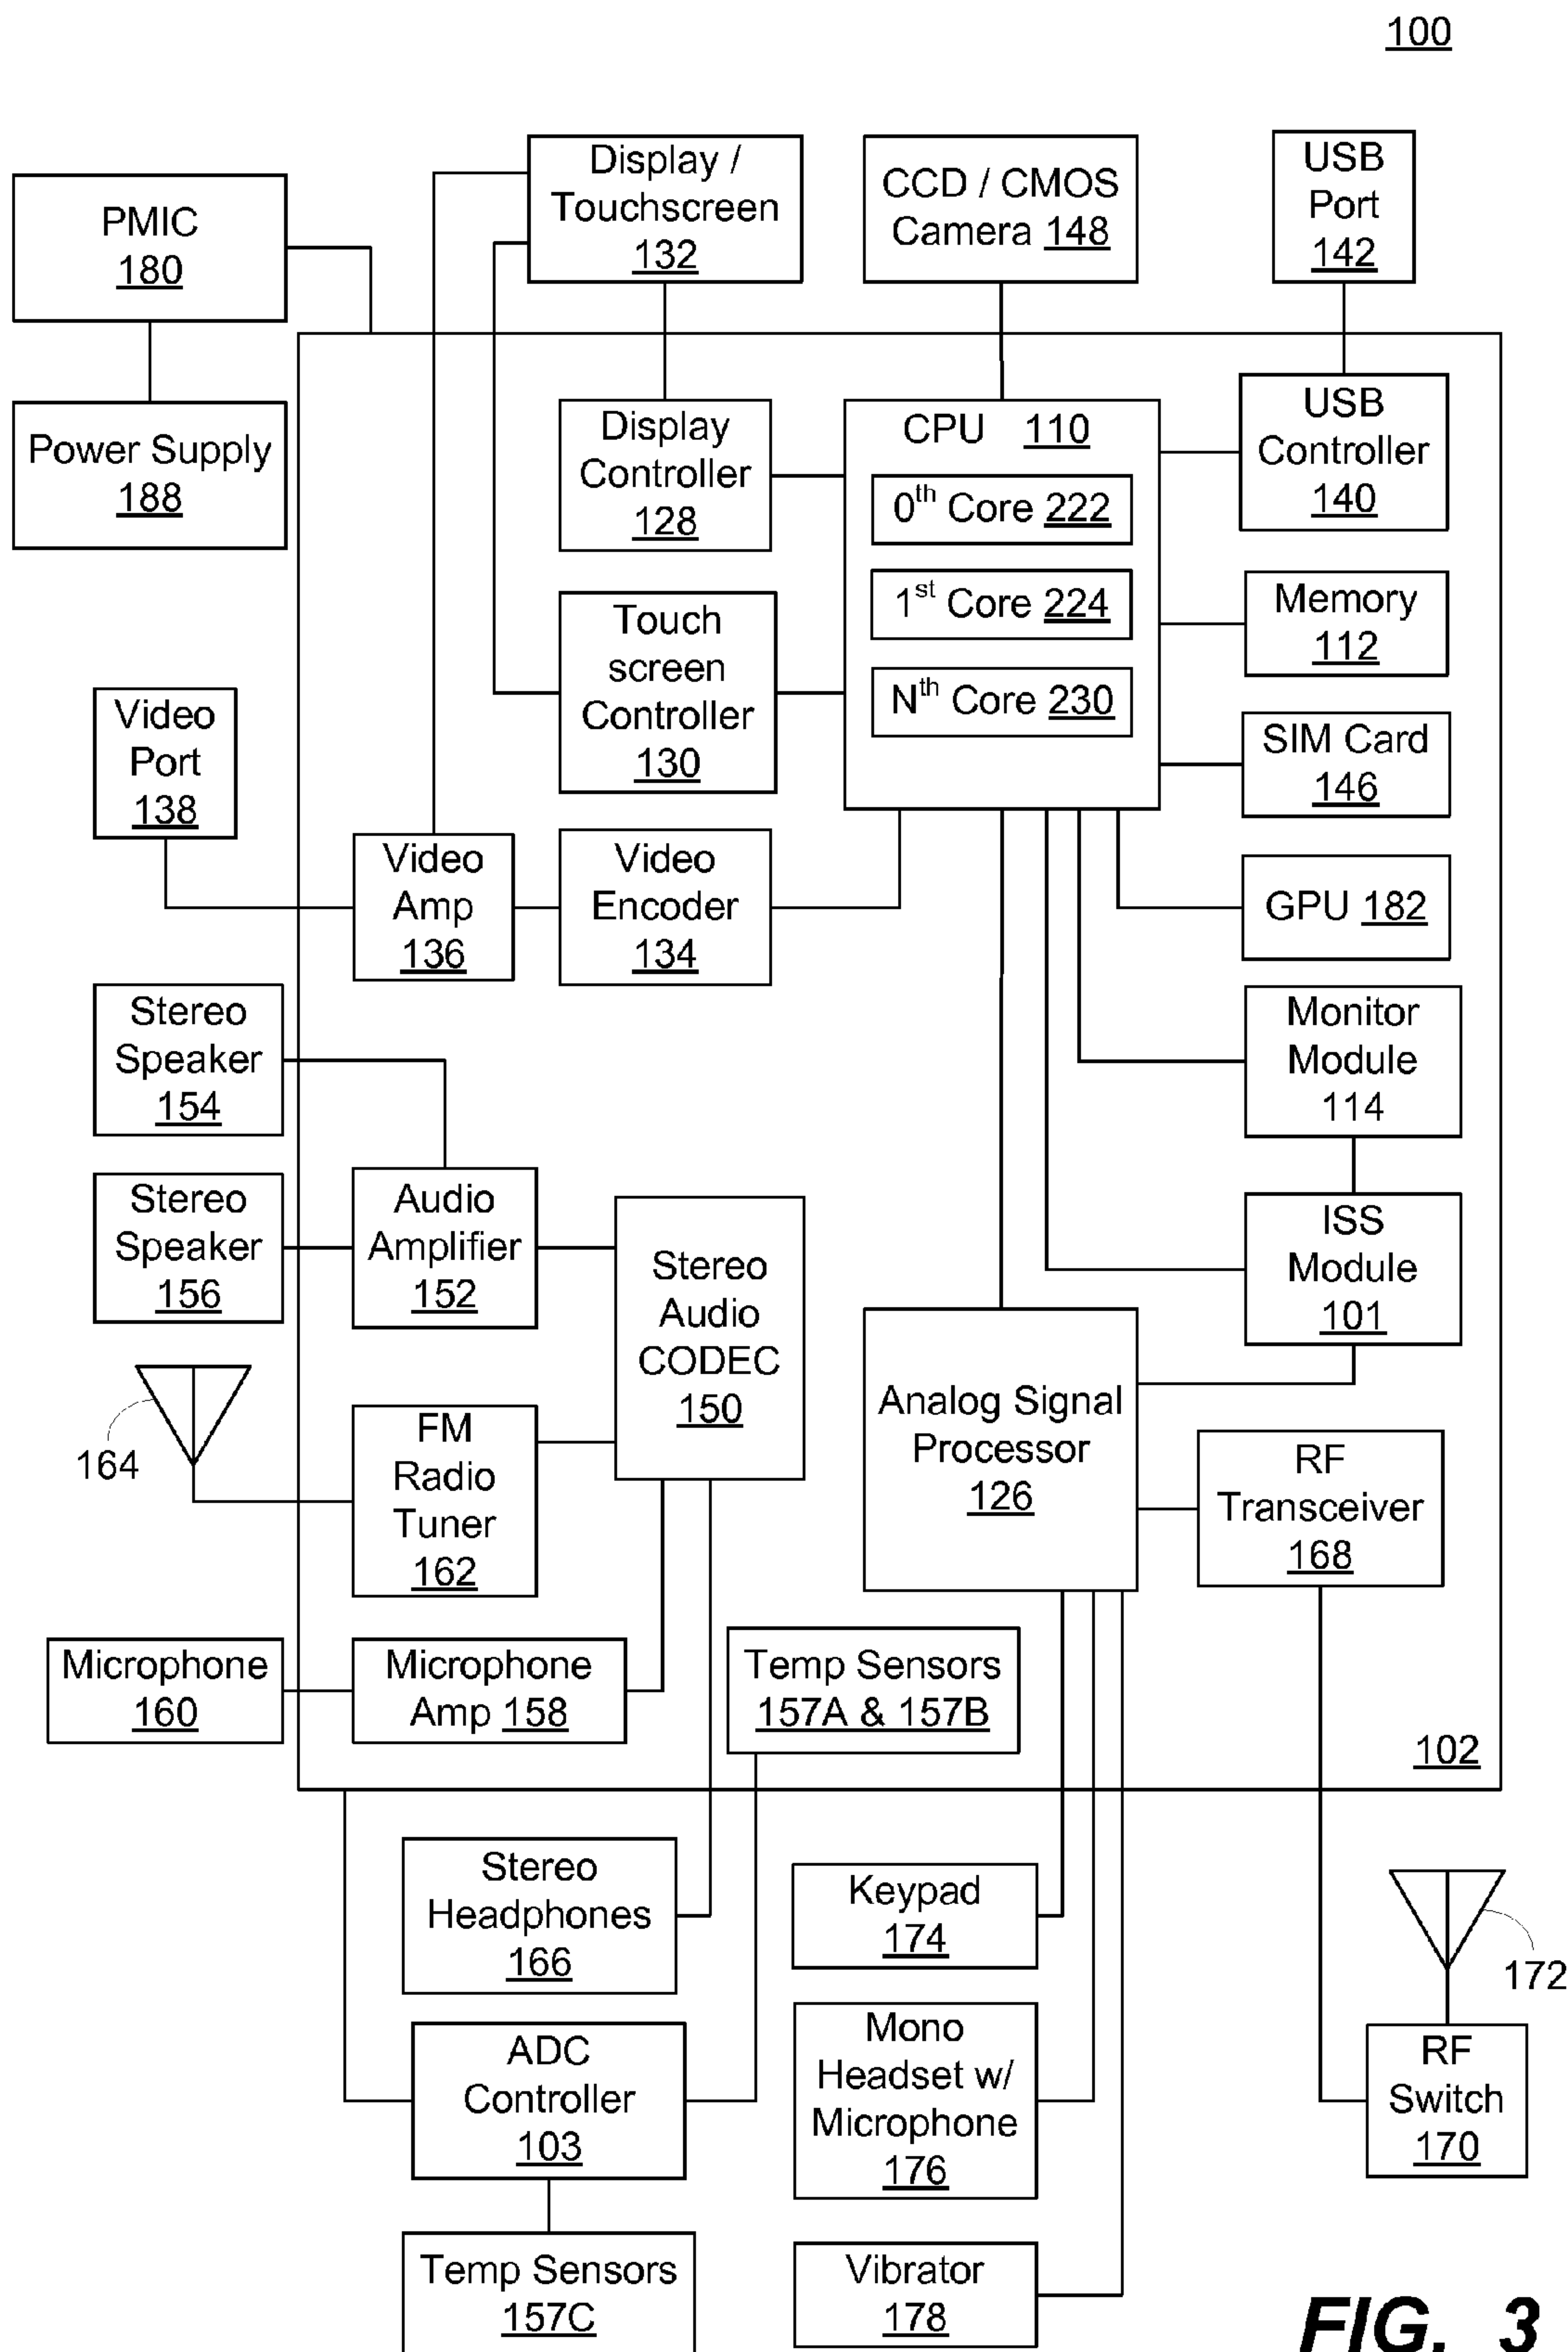 100
PMIC
180
Display /
Touchscreen
132
CCD / CMOS
Camera 148
USB
Port
142
Power Supply
188
Display
Controller
128
CPU 110
0th Core 222
1st Core 224
Nth Core 230
USB
Controller
140
Touch
screen
Controller
130
Memory
112
SIM Card
146
Video
Port
138
Video
Amp
136
Video
Encoder
134
GPU 182
Stereo
Speaker
154
Monitor
Module
114
Stereo
Speaker
156
Audio
Amplifier
152
Stereo
Audio
CODEC
150
ISS
Module
101
164
FM
Radio
Tuner
162
Analog Signal
Processor
126
RF
Transceiver
168
Microphone
160
Microphone
Amp 158
Temp Sensors
157A & 157B
102
Stereo
Headphones
166
Keypad
174
172
ADC
Controller
103
Mono
Headset w/
Microphone
176
RF
Switch
170
Temp Sensors
157C
Vibrator
178
FIG. 3